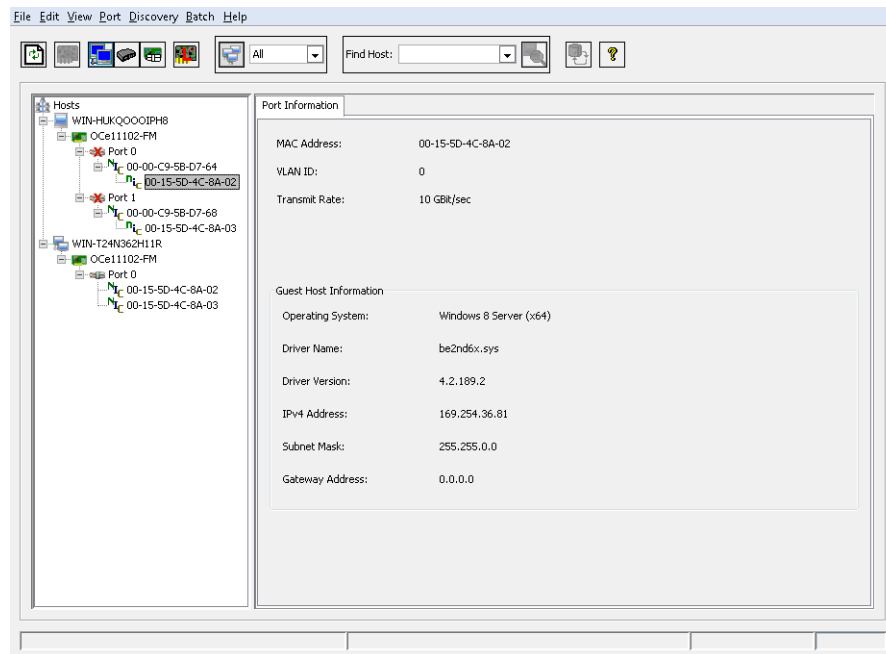 File Edit View Port Discovery Batch Help
All
Find Host:
Hosts
WIN-HUKQOOOIPH8
OCe11102-FM
Port 0
NIC 00-00-C9-5B-D7-64
nic 00-15-5D-4C-8A-02
Port 1
NIC 00-00-C9-5B-D7-68
nic 00-15-5D-4C-8A-03
WIN-T24N362H11R
OCe11102-FM
Port 0
NIC 00-15-5D-4C-8A-02
NIC 00-15-5D-4C-8A-03
Port Information
MAC Address: 00-15-5D-4C-8A-02
VLAN ID: 0
Transmit Rate: 10 GBit/sec
Guest Host Information
Operating System: Windows 8 Server (x64)
Driver Name: be2nd6x.sys
Driver Version: 4.2.189.2
IPv4 Address: 169.254.36.81
Subnet Mask: 255.255.0.0
Gateway Address: 0.0.0.0